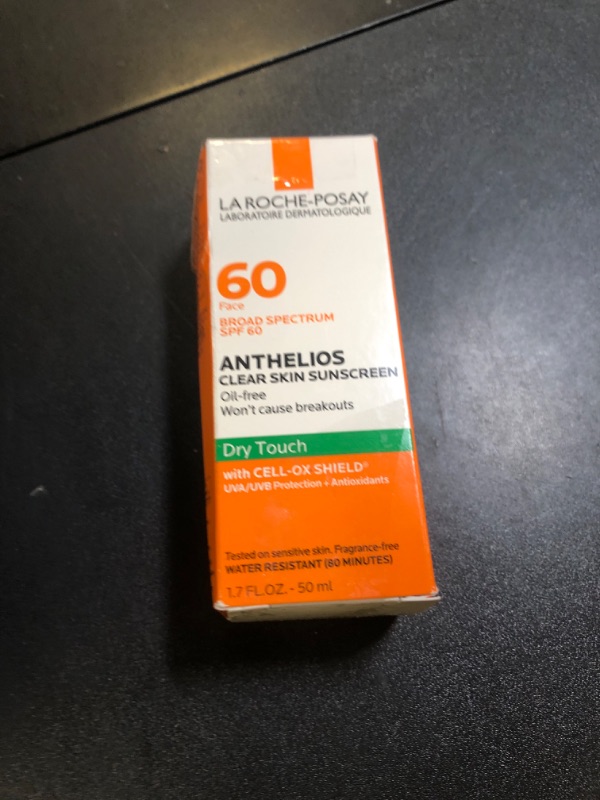 LA ROCHE-POSAY
LABORATOIRE DERMATOLOGIQUE
60
Face
BROAD SPECTRUM
SPF 60
ANTHELIOS
CLEAR SKIN SUNSCREEN
Oil-free
Won't cause breakouts
Dry Touch
with CELL-OX SHIELD®
UVA/UVB Protection + Antioxidants
Tested on sensitive skin. Fragrance-free
WATER RESISTANT (80 MINUTES)
1.7 FL.OZ. - 50 ml